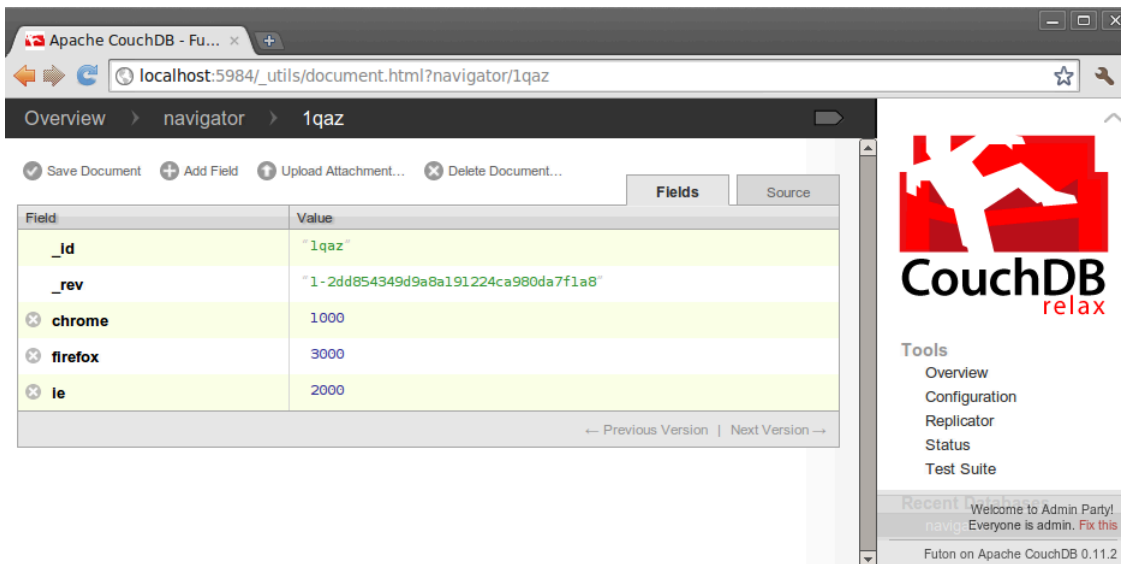 Apache CouchDB - Fu...
localhost:5984/_utils/document.html?navigator/1qaz
Overview navigator 1qaz
Save Document Add Field Upload Attachment... Delete Document...
Fields Source
Field Value
_id "1qaz"
_rev "1-2dd854349d9a8a191224ca980da7f1a8"
chrome 1000
firefox 3000
ie 2000
← Previous Version | Next Version →
CouchDB
relax
Tools
Overview
Configuration
Replicator
Status
Test Suite
Recent Databases
Welcome to Admin Party!
Everyone is admin. Fix this
Futon on Apache CouchDB 0.11.2